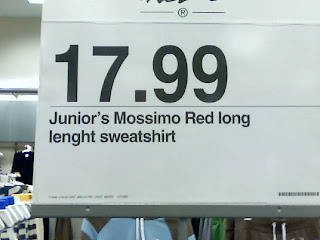 ®
17.99
Junior's Mossimo Red long
lenght sweatshirt